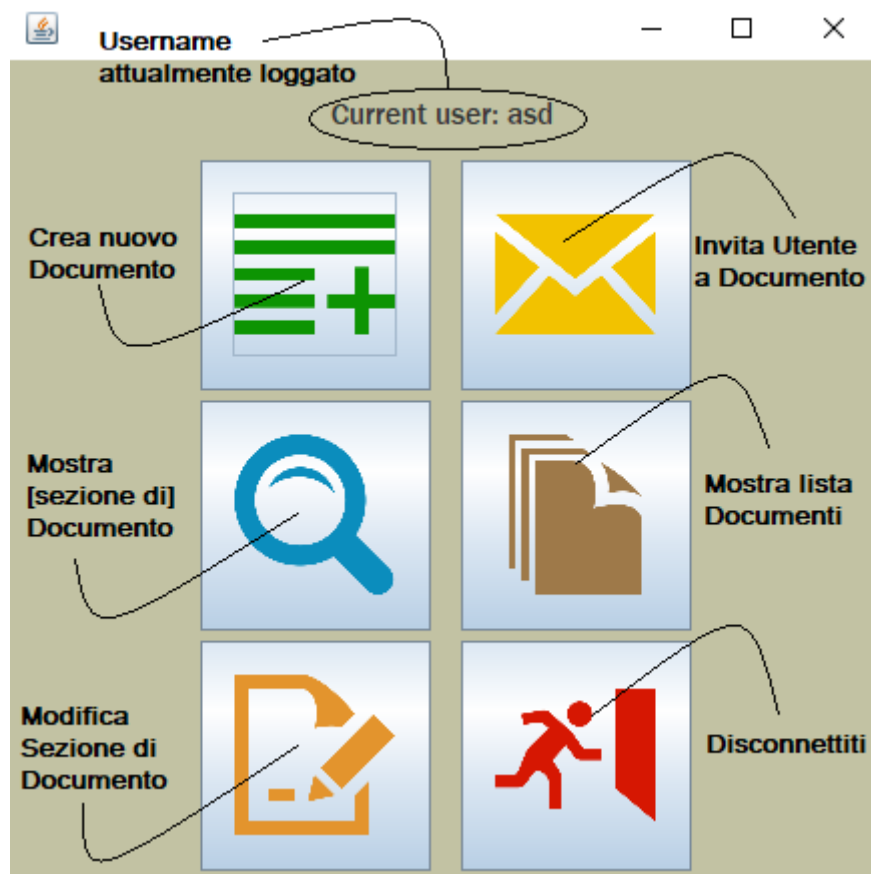 Username
attualmente loggato
Current user: asd
Crea nuovo
Documento
Invita Utente
a Documento
Mostra
[sezione di]
Documento
Mostra lista
Documenti
Modifica
Sezione di
Documento
Disconnettiti